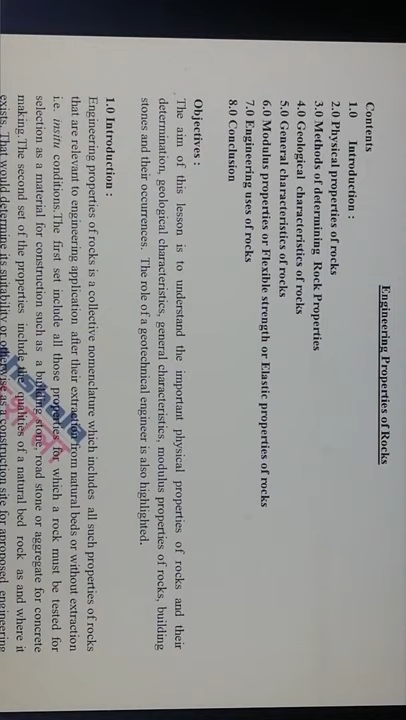 Engineering Properties of Rocks
Contents
1.0 Introduction :
2.0 Physical properties of rocks
3.0 Methods of determining Rock Properties
4.0 Geological characteristics of rocks
5.0 General characteristics of rocks
6.0 Modulus properties or Flexible strength or Elastic properties of rocks
7.0 Engineering uses of rocks
8.0 Conclusion
Objectives :
The aim of this lesson is to understand the important physical properties of rocks and their
determination, geological characteristics, general characteristics, modulus properties of rocks, building
stones and their occurrences. The role of a geotechnical engineer is also highlighted.
1.0 Introduction :
Engineering properties of rocks is a collective nomenclature which includes all such properties of rocks
that are relevant to engineering application after their extraction from natural beds or without extraction
i.e. insitu conditions.The first set include all those properties for which a rock must be tested for
selection as a material for construction such as a building stone, road stone or aggregate for concrete
making.The second set of the properties include the qualities of a natural bed rock as and where it
exists. That would determine its suitability or otherwise as a construction site for aproposed engineering